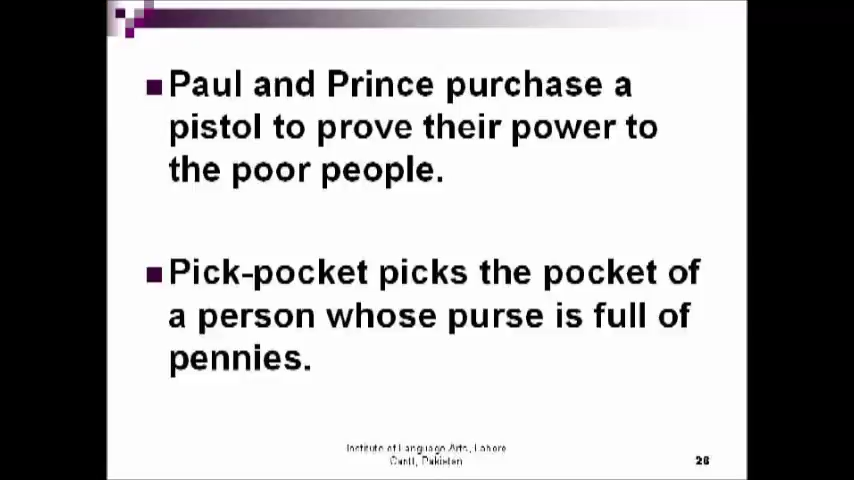 Paul and Prince purchase a
pistol to prove their power to
the poor people.
Pick-pocket picks the pocket of
a person whose purse is full of
pennies.
Institute of Language Arts, Lahore
Cantt, Pakistan
26